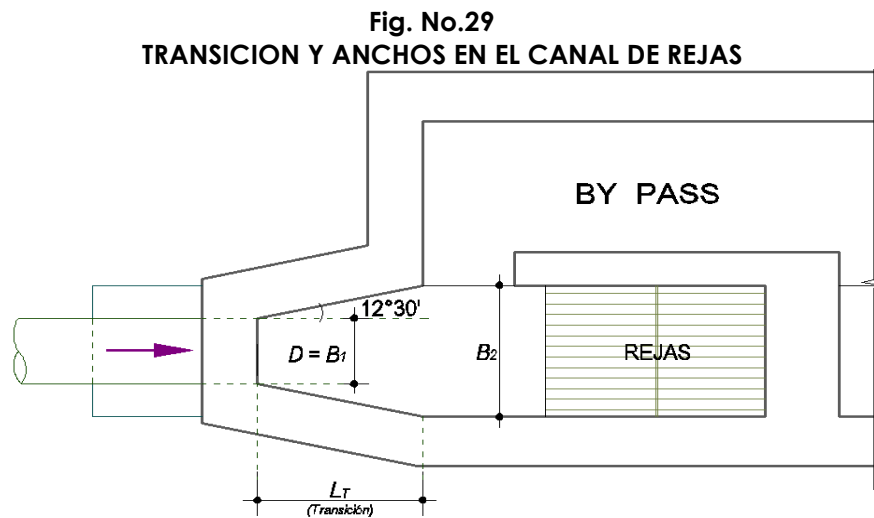 Fig. No.29
TRANSICION Y ANCHOS EN EL CANAL DE REJAS
BY PASS
12°30'
D = B1
B2
REJAS
LT
(Transición)